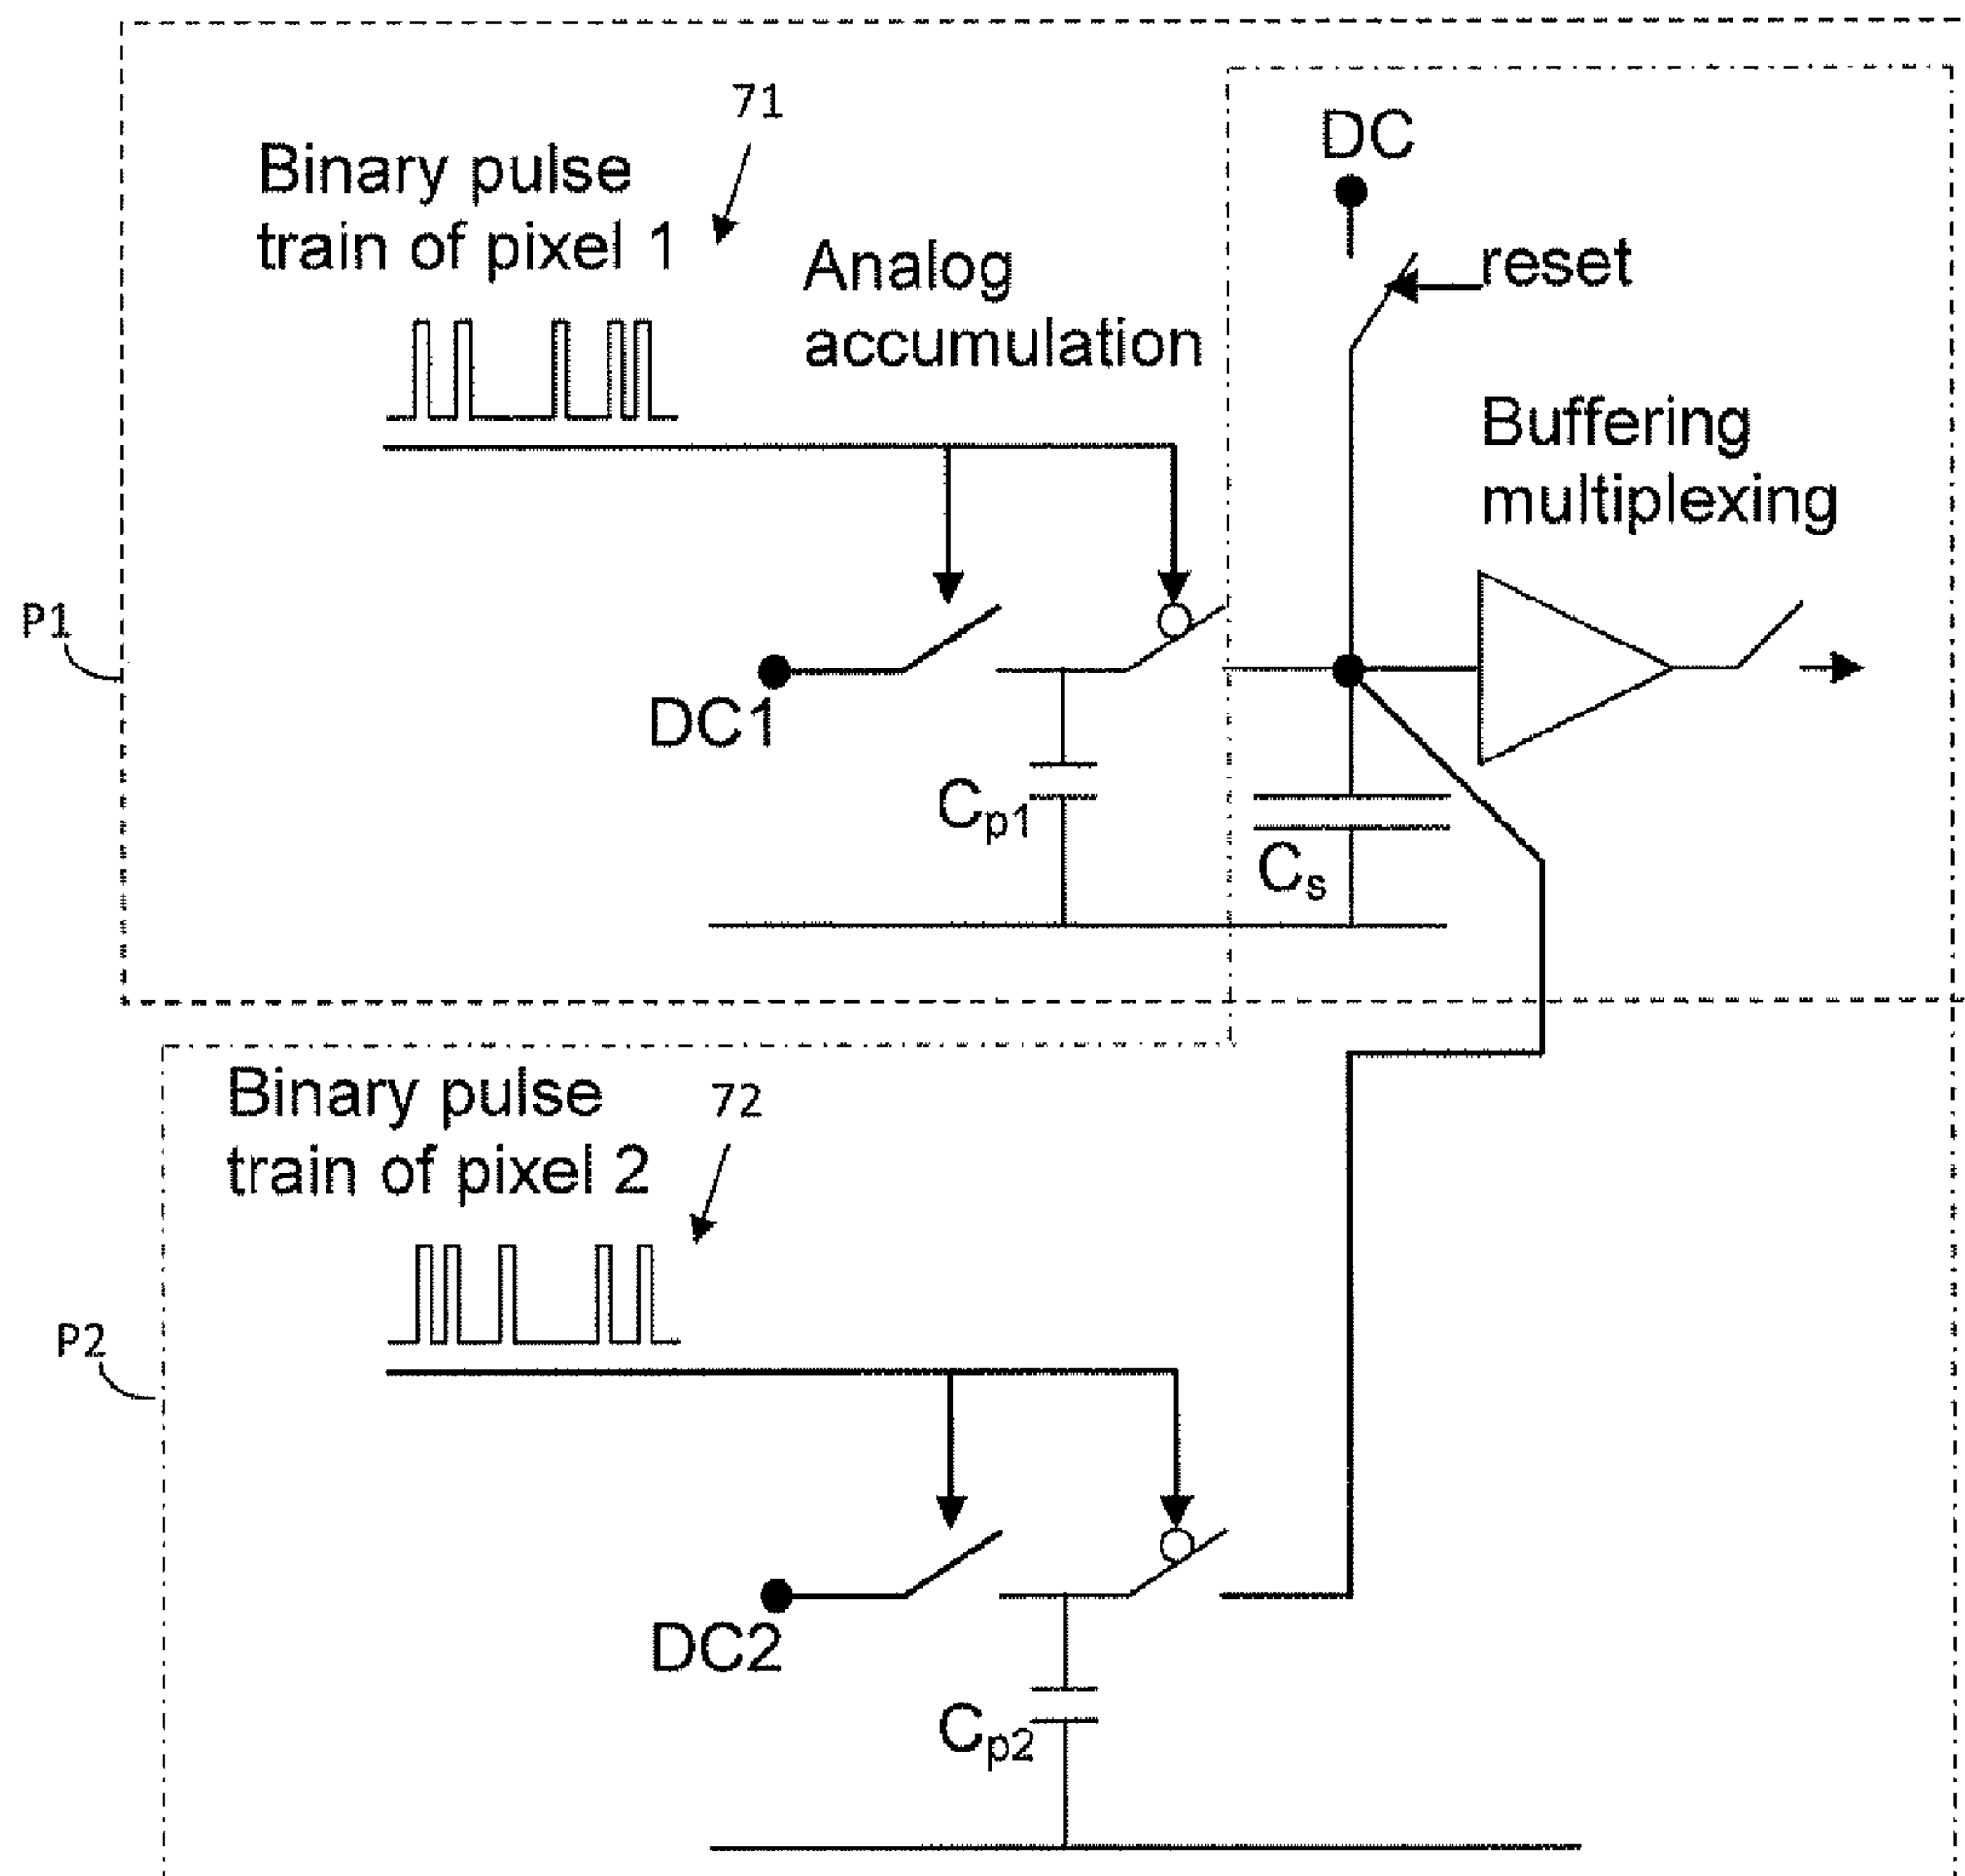 71
Binary pulse
train of pixel 1
Analog
accumulation
DC
reset
Buffering
multiplexing
P1
DC1
Cp1
Cs
Binary pulse
train of pixel 2
72
P2
DC2
Cp2